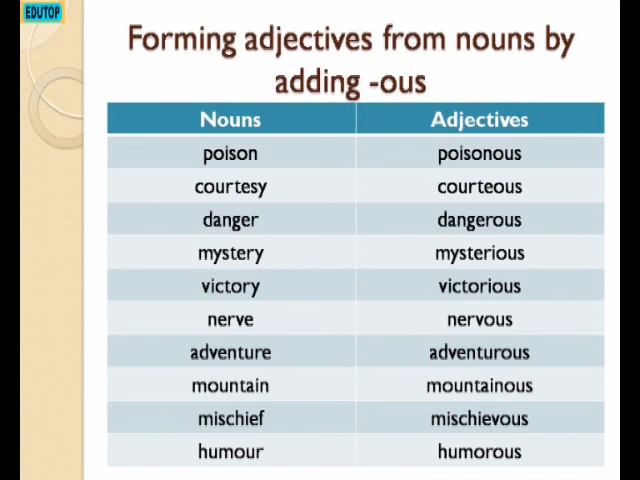 EDUTOP
Forming adjectives from nouns by
adding -ous
Nouns Adjectives
poison poisonous
courtesy courteous
danger dangerous
mystery mysterious
victory victorious
nerve nervous
adventure adventurous
mountain mountainous
mischief mischievous
humour humorous